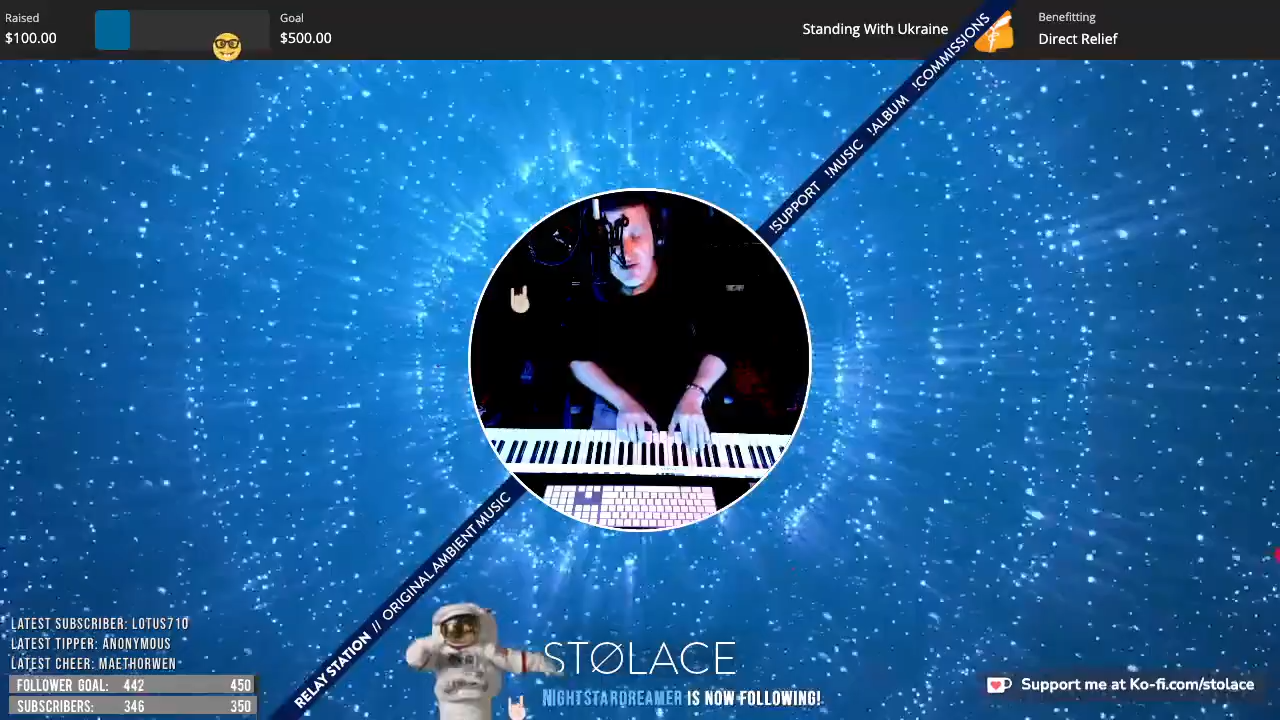 Raised
$100.00
Goal
$500.00
Standing With Ukraine
Benefitting
Direct Relief
!SUPPORT !MUSIC !ALBUM !COMMISSIONS
RELAY STATION // ORIGINAL AMBIENT MUSIC
LATEST SUBSCRIBER: LOTUS710
LATEST TIPPER: ANONYMOUS
LATEST CHEER: MAETHORWEN
FOLLOWER GOAL: 442 450
SUBSCRIBERS: 346 350
STØLACE
NIGHTSTARDREAMER IS NOW FOLLOWING!
Support me at Ko-fi.com/stolace